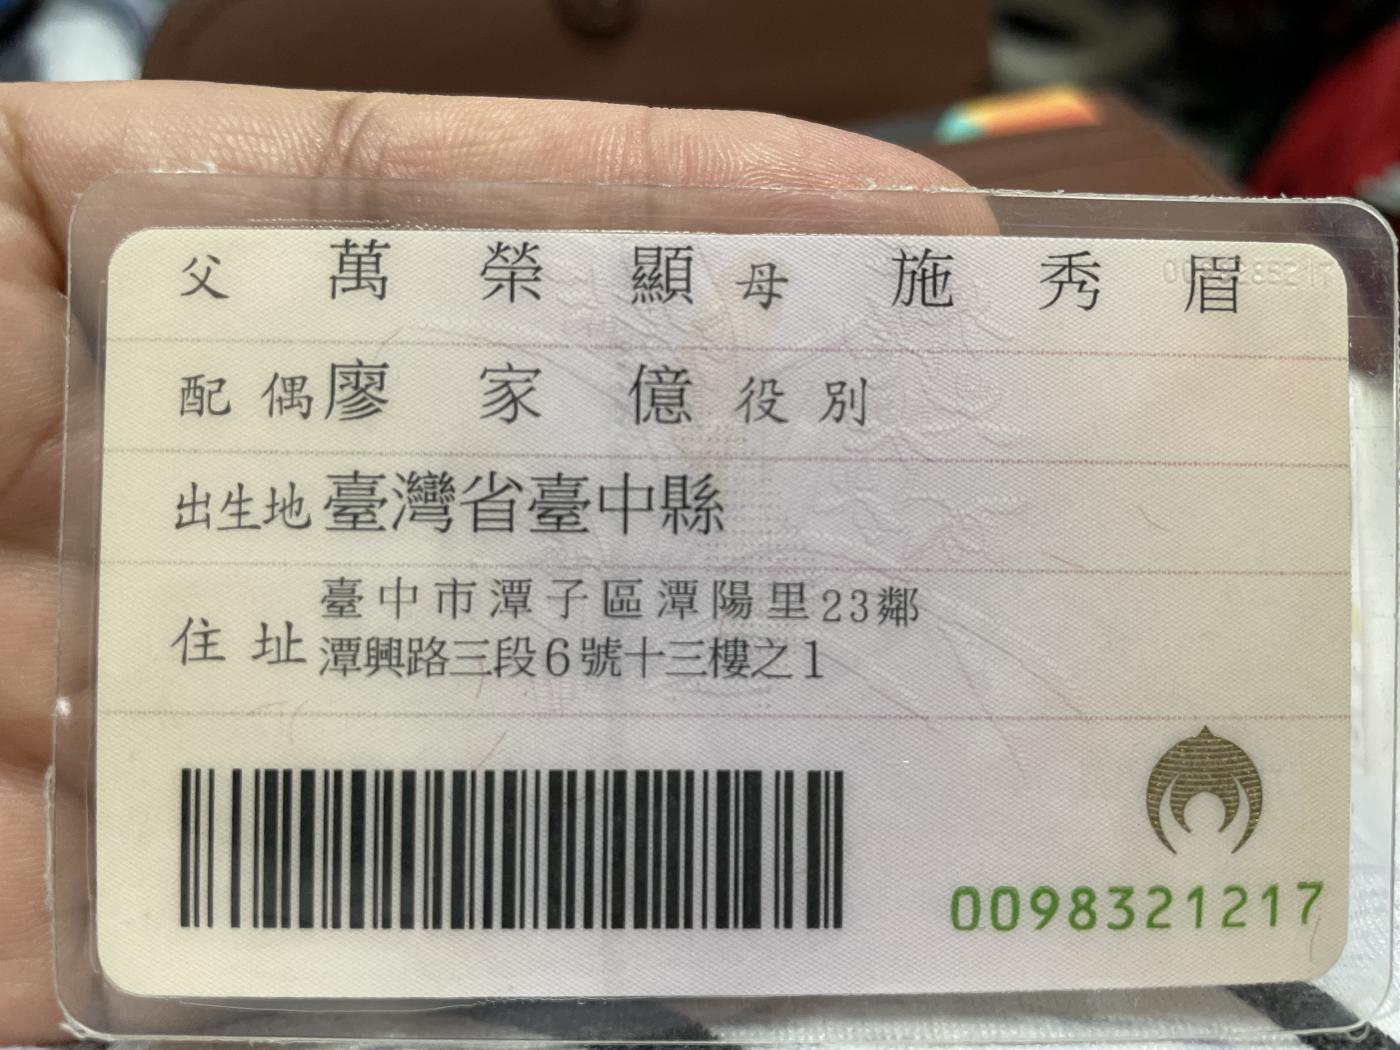 父 萬榮顯 母 施秀眉
配偶 廖家億 役別
出生地 臺灣省臺中縣
住址 臺中市潭子區潭陽里23鄰
潭興路三段6號十三樓之1
0098321217